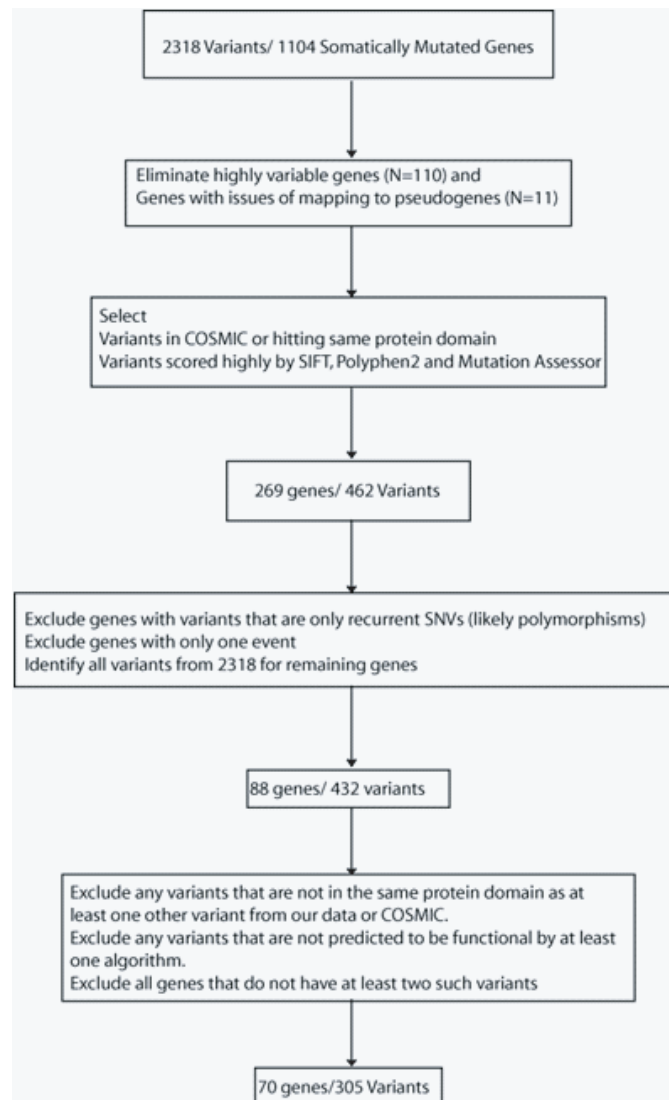 2318 Variants/ 1104 Somatically Mutated Genes
Eliminate highly variable genes (N=110) and
Genes with issues of mapping to pseudogenes (N=11)
Select
Variants in COSMIC or hitting same protein domain
Variants scored highly by SIFT, Polyphen2 and Mutation Assessor
269 genes/ 462 Variants
Exclude genes with variants that are only recurrent SNVs (likely polymorphisms)
Exclude genes with only one event
Identify all variants from 2318 for remaining genes
88 genes/ 432 variants
Exclude any variants that are not in the same protein domain as at
least one other variant from our data or COSMIC.
Exclude any variants that are not predicted to be functional by at least
one algorithm.
Exclude all genes that do not have at least two such variants
70 genes/305 Variants